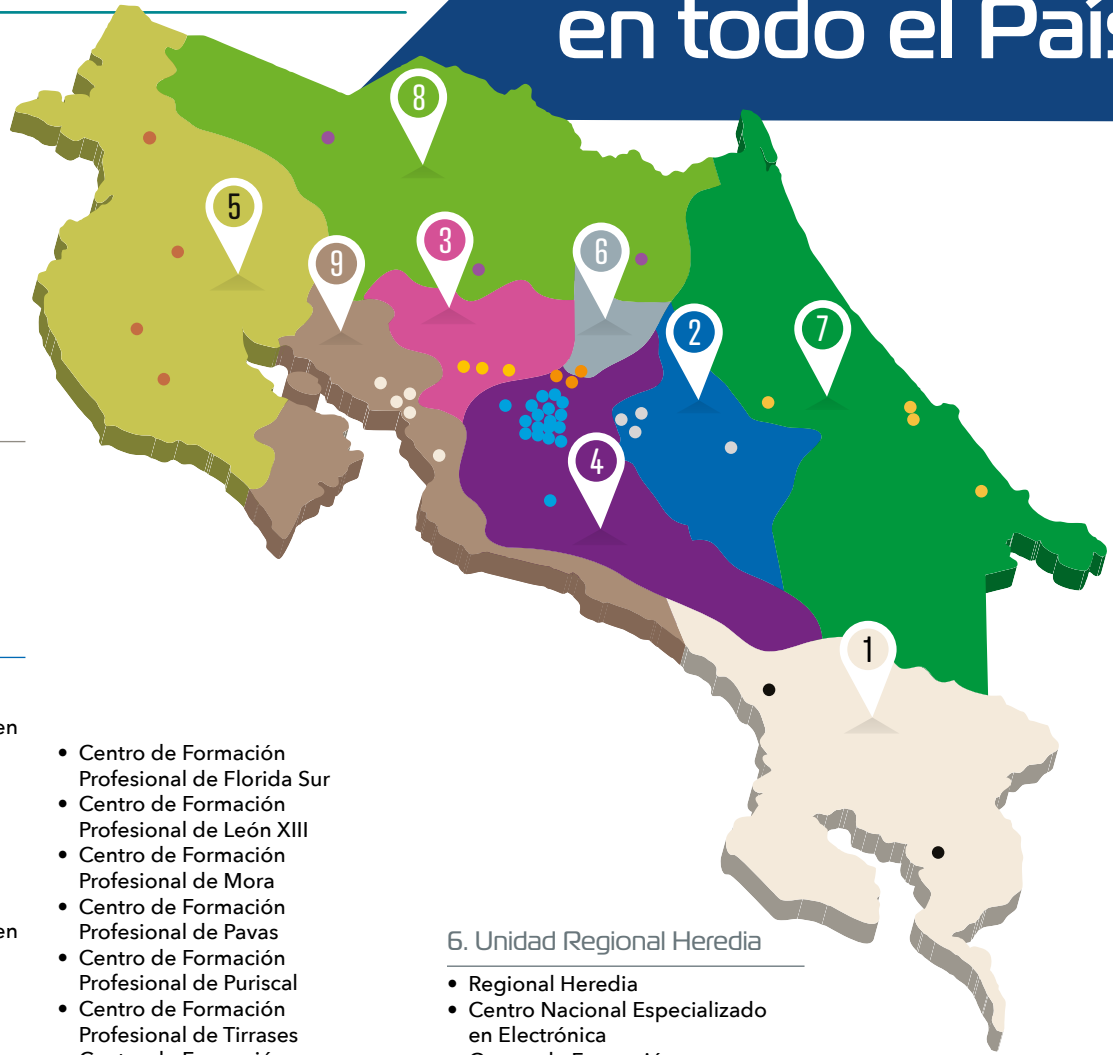 en todo el País
8
5
3
6
9
2
7
4
1
en
en
• Centro de Formación
Profesional de Florida Sur
• Centro de Formación
Profesional de León XIII
• Centro de Formación
Profesional de Mora
• Centro de Formación
Profesional de Pavas
• Centro de Formación
Profesional de Puriscal
• Centro de Formación
Profesional de Tirrases
6. Unidad Regional Heredia
• Regional Heredia
• Centro Nacional Especializado
en Electrónica